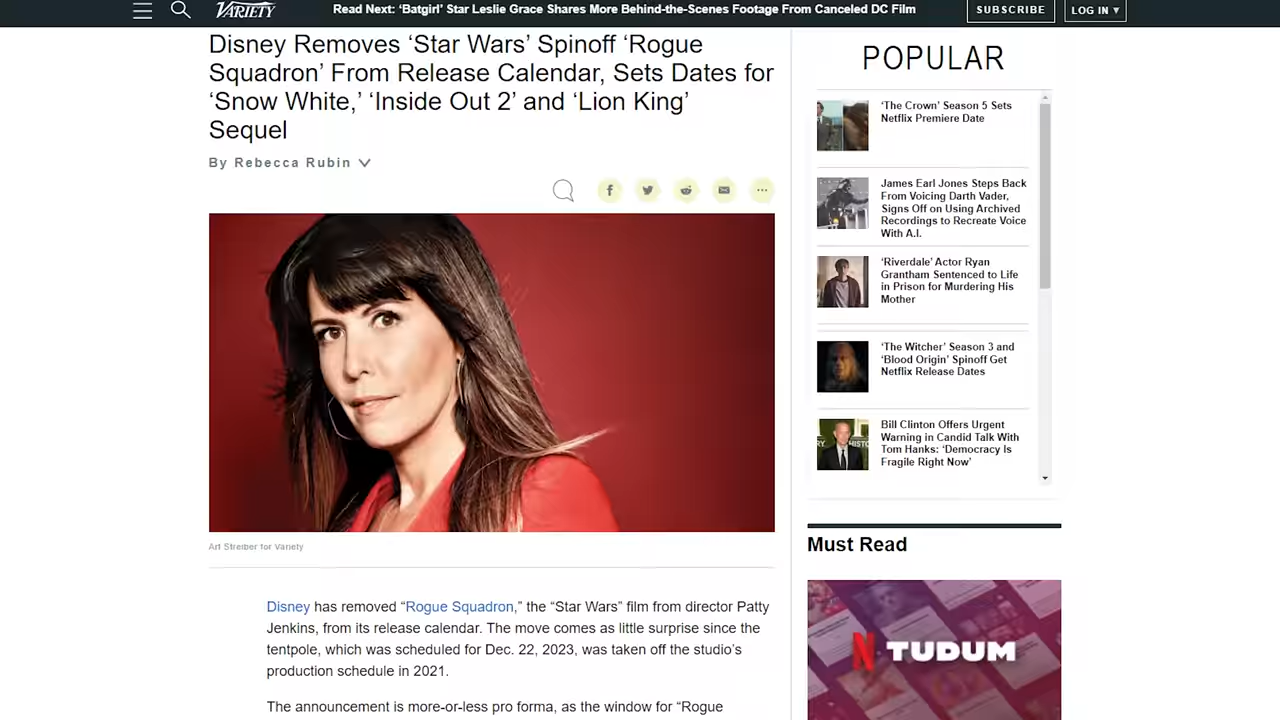 VARIETY
Read Next: ‘Batgirl’ Star Leslie Grace Shares More Behind-the-Scenes Footage From Canceled DC Film
SUBSCRIBE
LOG IN ▾
Disney Removes ‘Star Wars’ Spinoff ‘Rogue
Squadron’ From Release Calendar, Sets Dates for
‘Snow White,’ ‘Inside Out 2’ and ‘Lion King’
Sequel
By Rebecca Rubin
Art Streiber for Variety
Disney has removed “Rogue Squadron,” the “Star Wars” film from director Patty
Jenkins, from its release calendar. The move comes as little surprise since the
tentpole, which was scheduled for Dec. 22, 2023, was taken off the studio’s
production schedule in 2021.
The announcement is more-or-less pro forma, as the window for “Rogue
POPULAR
‘The Crown’ Season 5 Sets
Netflix Premiere Date
James Earl Jones Steps Back
From Voicing Darth Vader,
Signs Off on Using Archived
Recordings to Recreate Voice
With A.I.
‘Riverdale’ Actor Ryan
Grantham Sentenced to Life
in Prison for Murdering His
Mother
‘The Witcher’ Season 3 and
‘Blood Origin’ Spinoff Get
Netflix Release Dates
Bill Clinton Offers Urgent
Warning in Candid Talk With
Tom Hanks: ‘Democracy Is
Fragile Right Now’
Must Read
N TUDUM